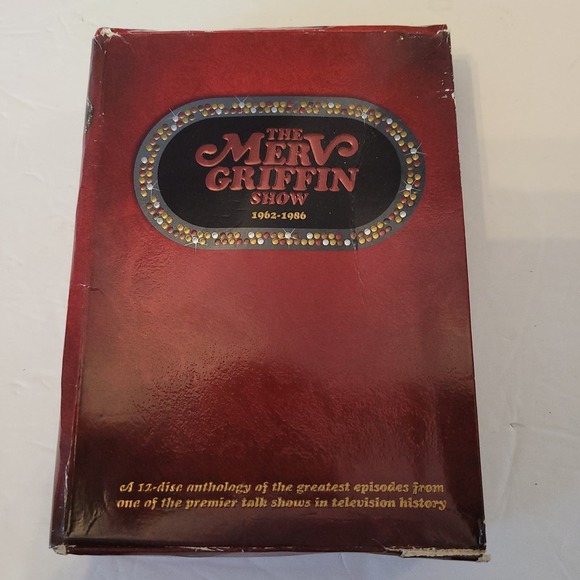 THE
MERV
GRIFFIN
SHOW
1962-1986
A 12-disc anthology of the greatest episodes from
one of the premier talk shows in television history